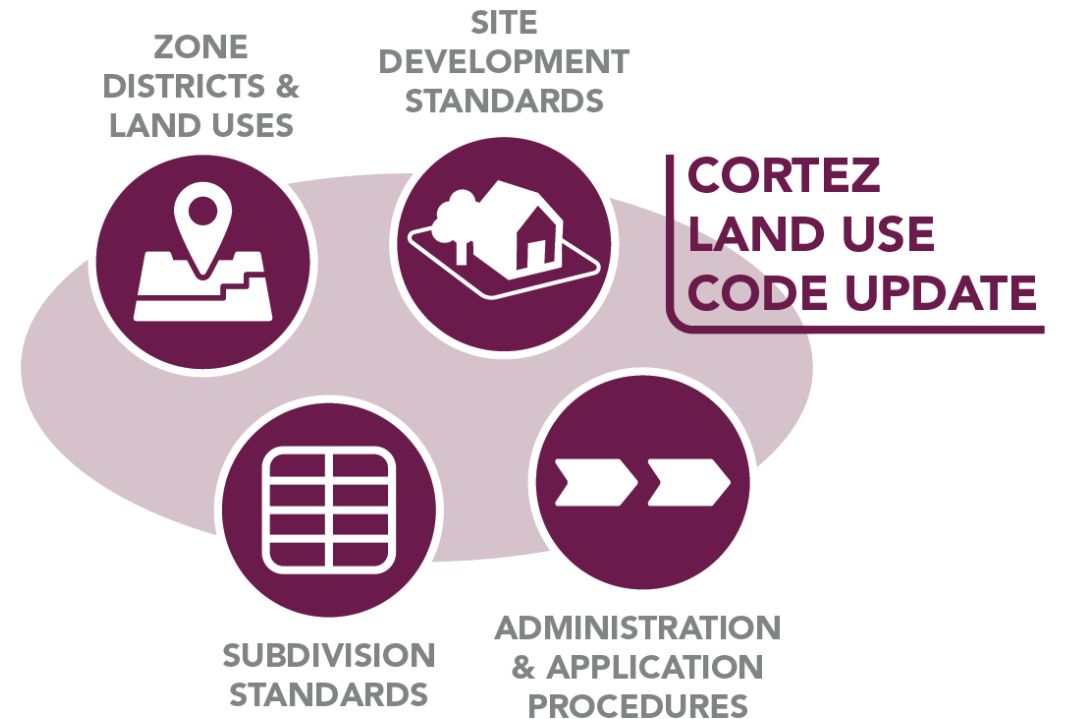 ZONE
DISTRICTS &
LAND USES
SITE
DEVELOPMENT
STANDARDS
CORTEZ
LAND USE
CODE UPDATE
SUBDIVISION
STANDARDS
ADMINISTRATION
& APPLICATION
PROCEDURES